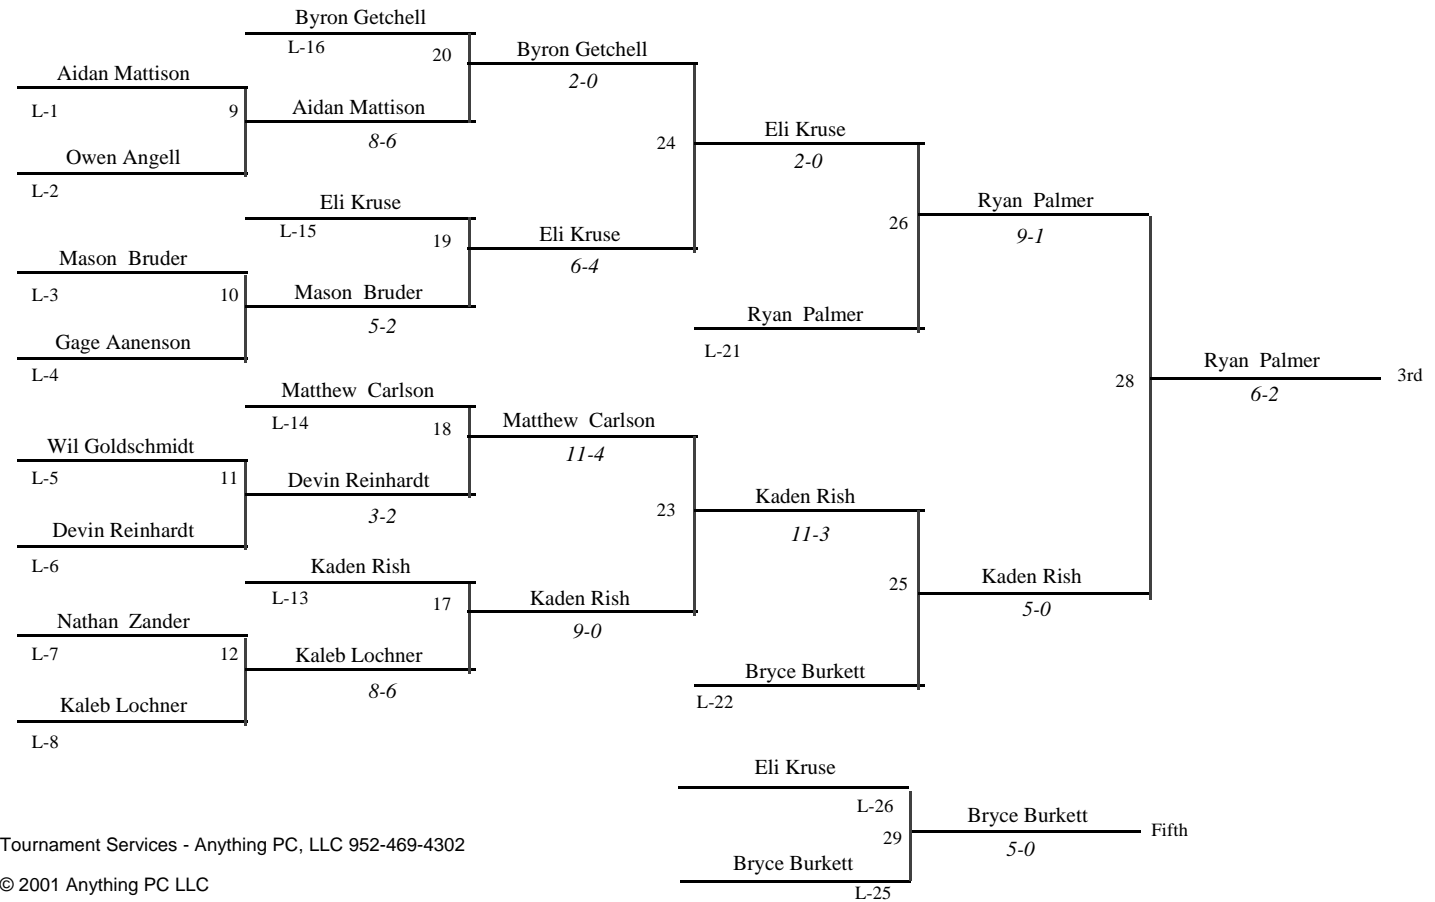 Byron Getchell
L-16
20
Byron Getchell
2-0
Aidan Mattison
L-1
9
Aidan Mattison
8-6
Owen Angell
L-2
24
Eli Kruse
2-0
Eli Kruse
L-15
19
Eli Kruse
6-4
Mason Bruder
L-3
10
Mason Bruder
5-2
Gage Aanenson
L-4
26
Ryan Palmer
9-1
Ryan Palmer
L-21
28
Ryan Palmer
6-2
3rd
Matthew Carlson
L-14
18
Matthew Carlson
11-4
Wil Goldschmidt
L-5
11
Devin Reinhardt
3-2
Devin Reinhardt
L-6
23
Kaden Rish
11-3
Kaden Rish
L-13
17
Kaden Rish
9-0
Nathan Zander
L-7
12
Kaleb Lochner
8-6
Kaleb Lochner
L-8
25
Kaden Rish
5-0
Bryce Burkett
L-22
Eli Kruse
L-26
29
Bryce Burkett
5-0
Fifth
Bryce Burkett
L-25
Tournament Services - Anything PC, LLC 952-469-4302
© 2001 Anything PC LLC